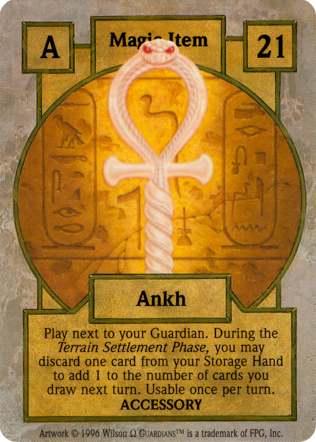 A
Magic Item
21
Ankh
Play next to your Guardian. During the
Terrain Settlement Phase, you may
discard one card from your Storage Hand
to add 1 to the number of cards you
draw next turn. Usable once per turn.
ACCESSORY
Artwork © 1996 Wilson Ω GUARDIANS™ is a trademark of FPG, Inc.